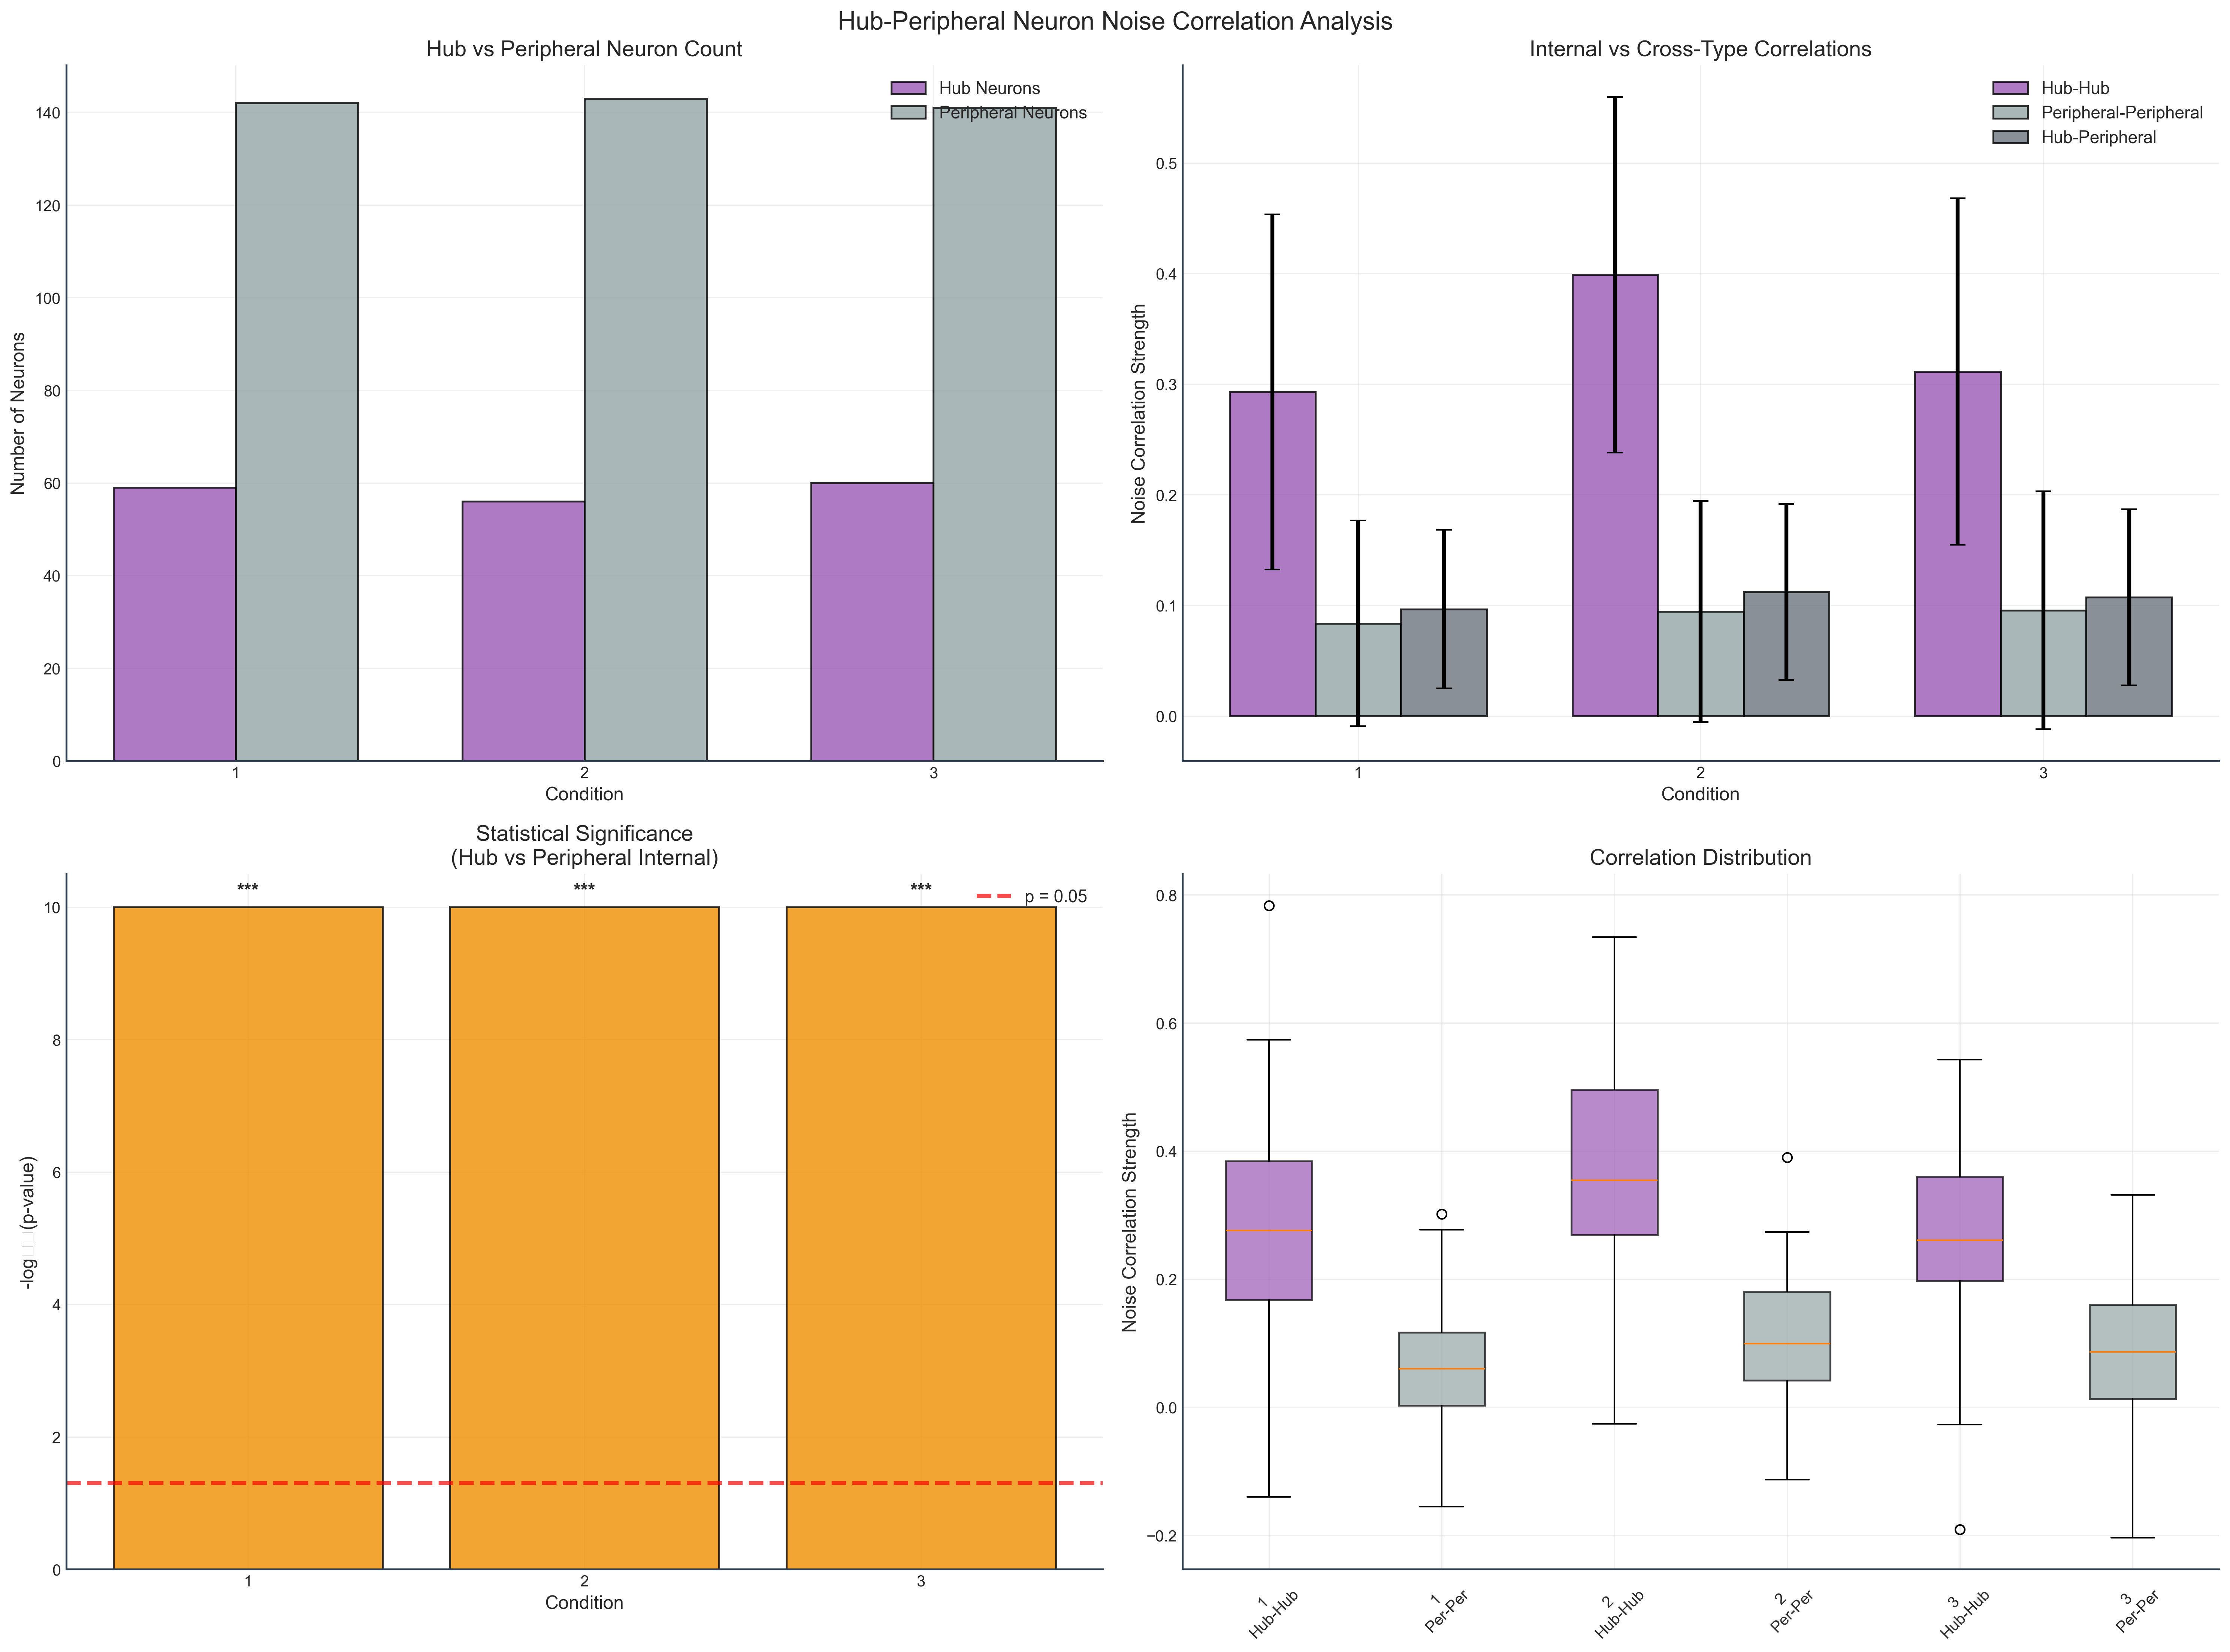 Hub-Peripheral Neuron Noise Correlation Analysis
Hub vs Peripheral Neuron Count
Number of Neurons
140
120
100
80
60
40
20
0
1
2
3
Condition
Hub Neurons
Peripheral Neurons
Internal vs Cross-Type Correlations
Noise Correlation Strength
0.5
0.4
0.3
0.2
0.1
0.0
1
2
3
Condition
Hub-Hub
Peripheral-Peripheral
Hub-Peripheral
Statistical Significance
(Hub vs Peripheral Internal)
-log□□(p-value)
10
8
6
4
2
0
***
***
***
p = 0.05
1
2
3
Condition
Correlation Distribution
Noise Correlation Strength
0.8
0.6
0.4
0.2
0.0
−0.2
1
Hub-Hub
1
Per-Per
2
Hub-Hub
2
Per-Per
3
Hub-Hub
3
Per-Per